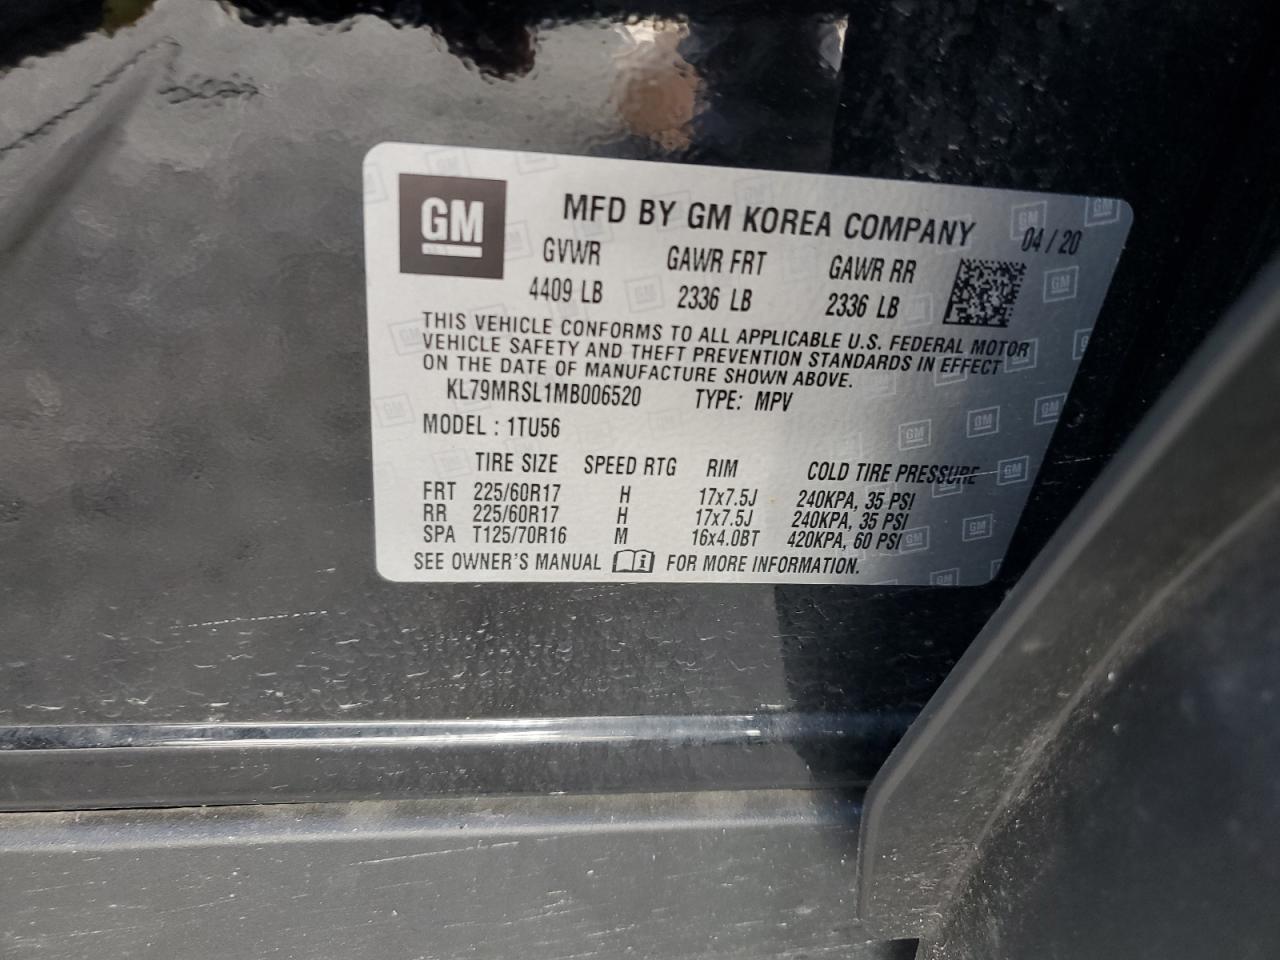 GM
MFD BY GM KOREA COMPANY 04 / 20
GVWR GAWR FRT GAWR RR
4409 LB 2336 LB 2336 LB
THIS VEHICLE CONFORMS TO ALL APPLICABLE U.S. FEDERAL MOTOR
VEHICLE SAFETY AND THEFT PREVENTION STANDARDS IN EFFECT
ON THE DATE OF MANUFACTURE SHOWN ABOVE.
KL79MRSL1MB006520 TYPE: MPV
MODEL : 1TU56
TIRE SIZE SPEED RTG RIM COLD TIRE PRESSURE
FRT 225/60R17 H 17x7.5J 240KPA, 35 PSI
RR 225/60R17 H 17x7.5J 240KPA, 35 PSI
SPA T125/70R16 M 16x4.0BT 420KPA, 60 PSI
SEE OWNER'S MANUAL FOR MORE INFORMATION.